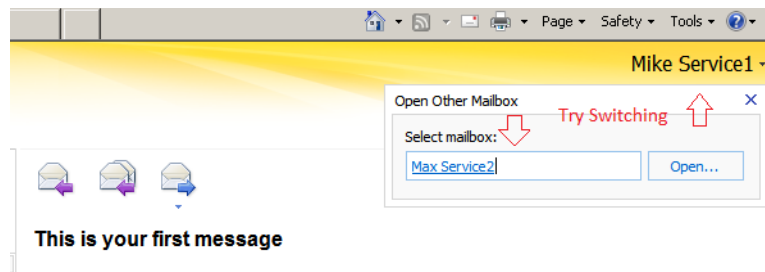 Page Safety Tools
Mike Service1
Open Other Mailbox
Try Switching
Select mailbox:
Max Service2 Open...
This is your first message